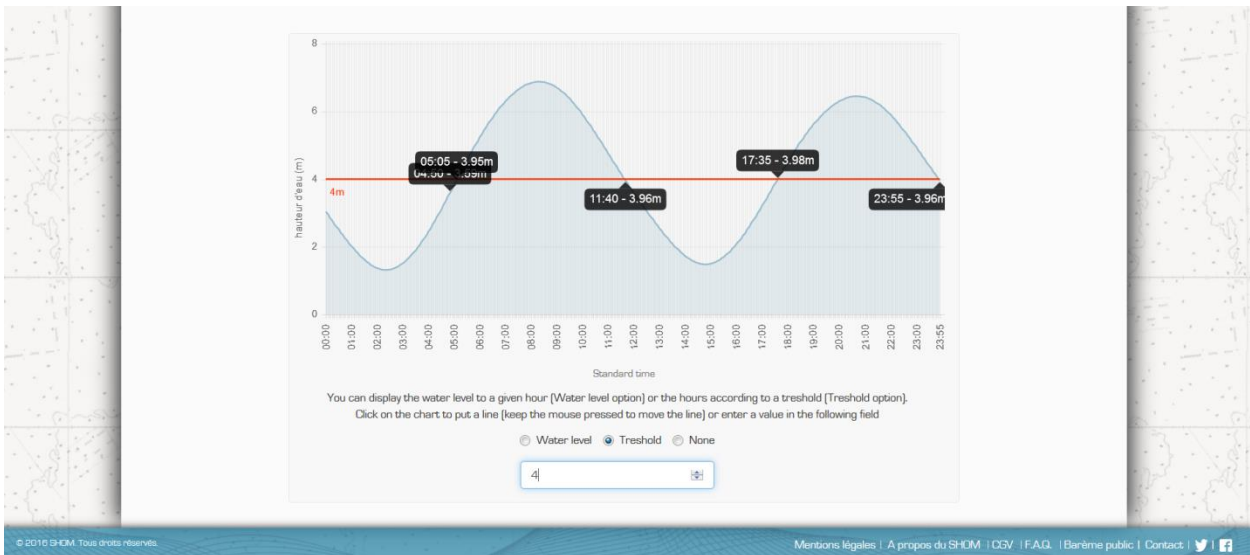 8
6
4
2
0
hauteur d'eau (m)
4m
05:05 - 3.95m
11:40 - 3.96m
17:35 - 3.98m
23:55 - 3.96m
00:00
01:00
02:00
03:00
04:00
05:00
06:00
07:00
08:00
09:00
10:00
11:00
12:00
13:00
14:00
15:00
16:00
17:00
18:00
19:00
20:00
21:00
22:00
23:00
23:55
Standard time
You can display the water level to a given hour (Water level option) or the hours according to a treshold (Treshold option).
Click on the chart to put a line (keep the mouse pressed to move the line) or enter a value in the following field
Water level Treshold None
4
© 2016 SHOM. Tous droits réservés. Mentions légales | A propos du SHOM | CGV | F.A.Q. | Barème public | Contact | |